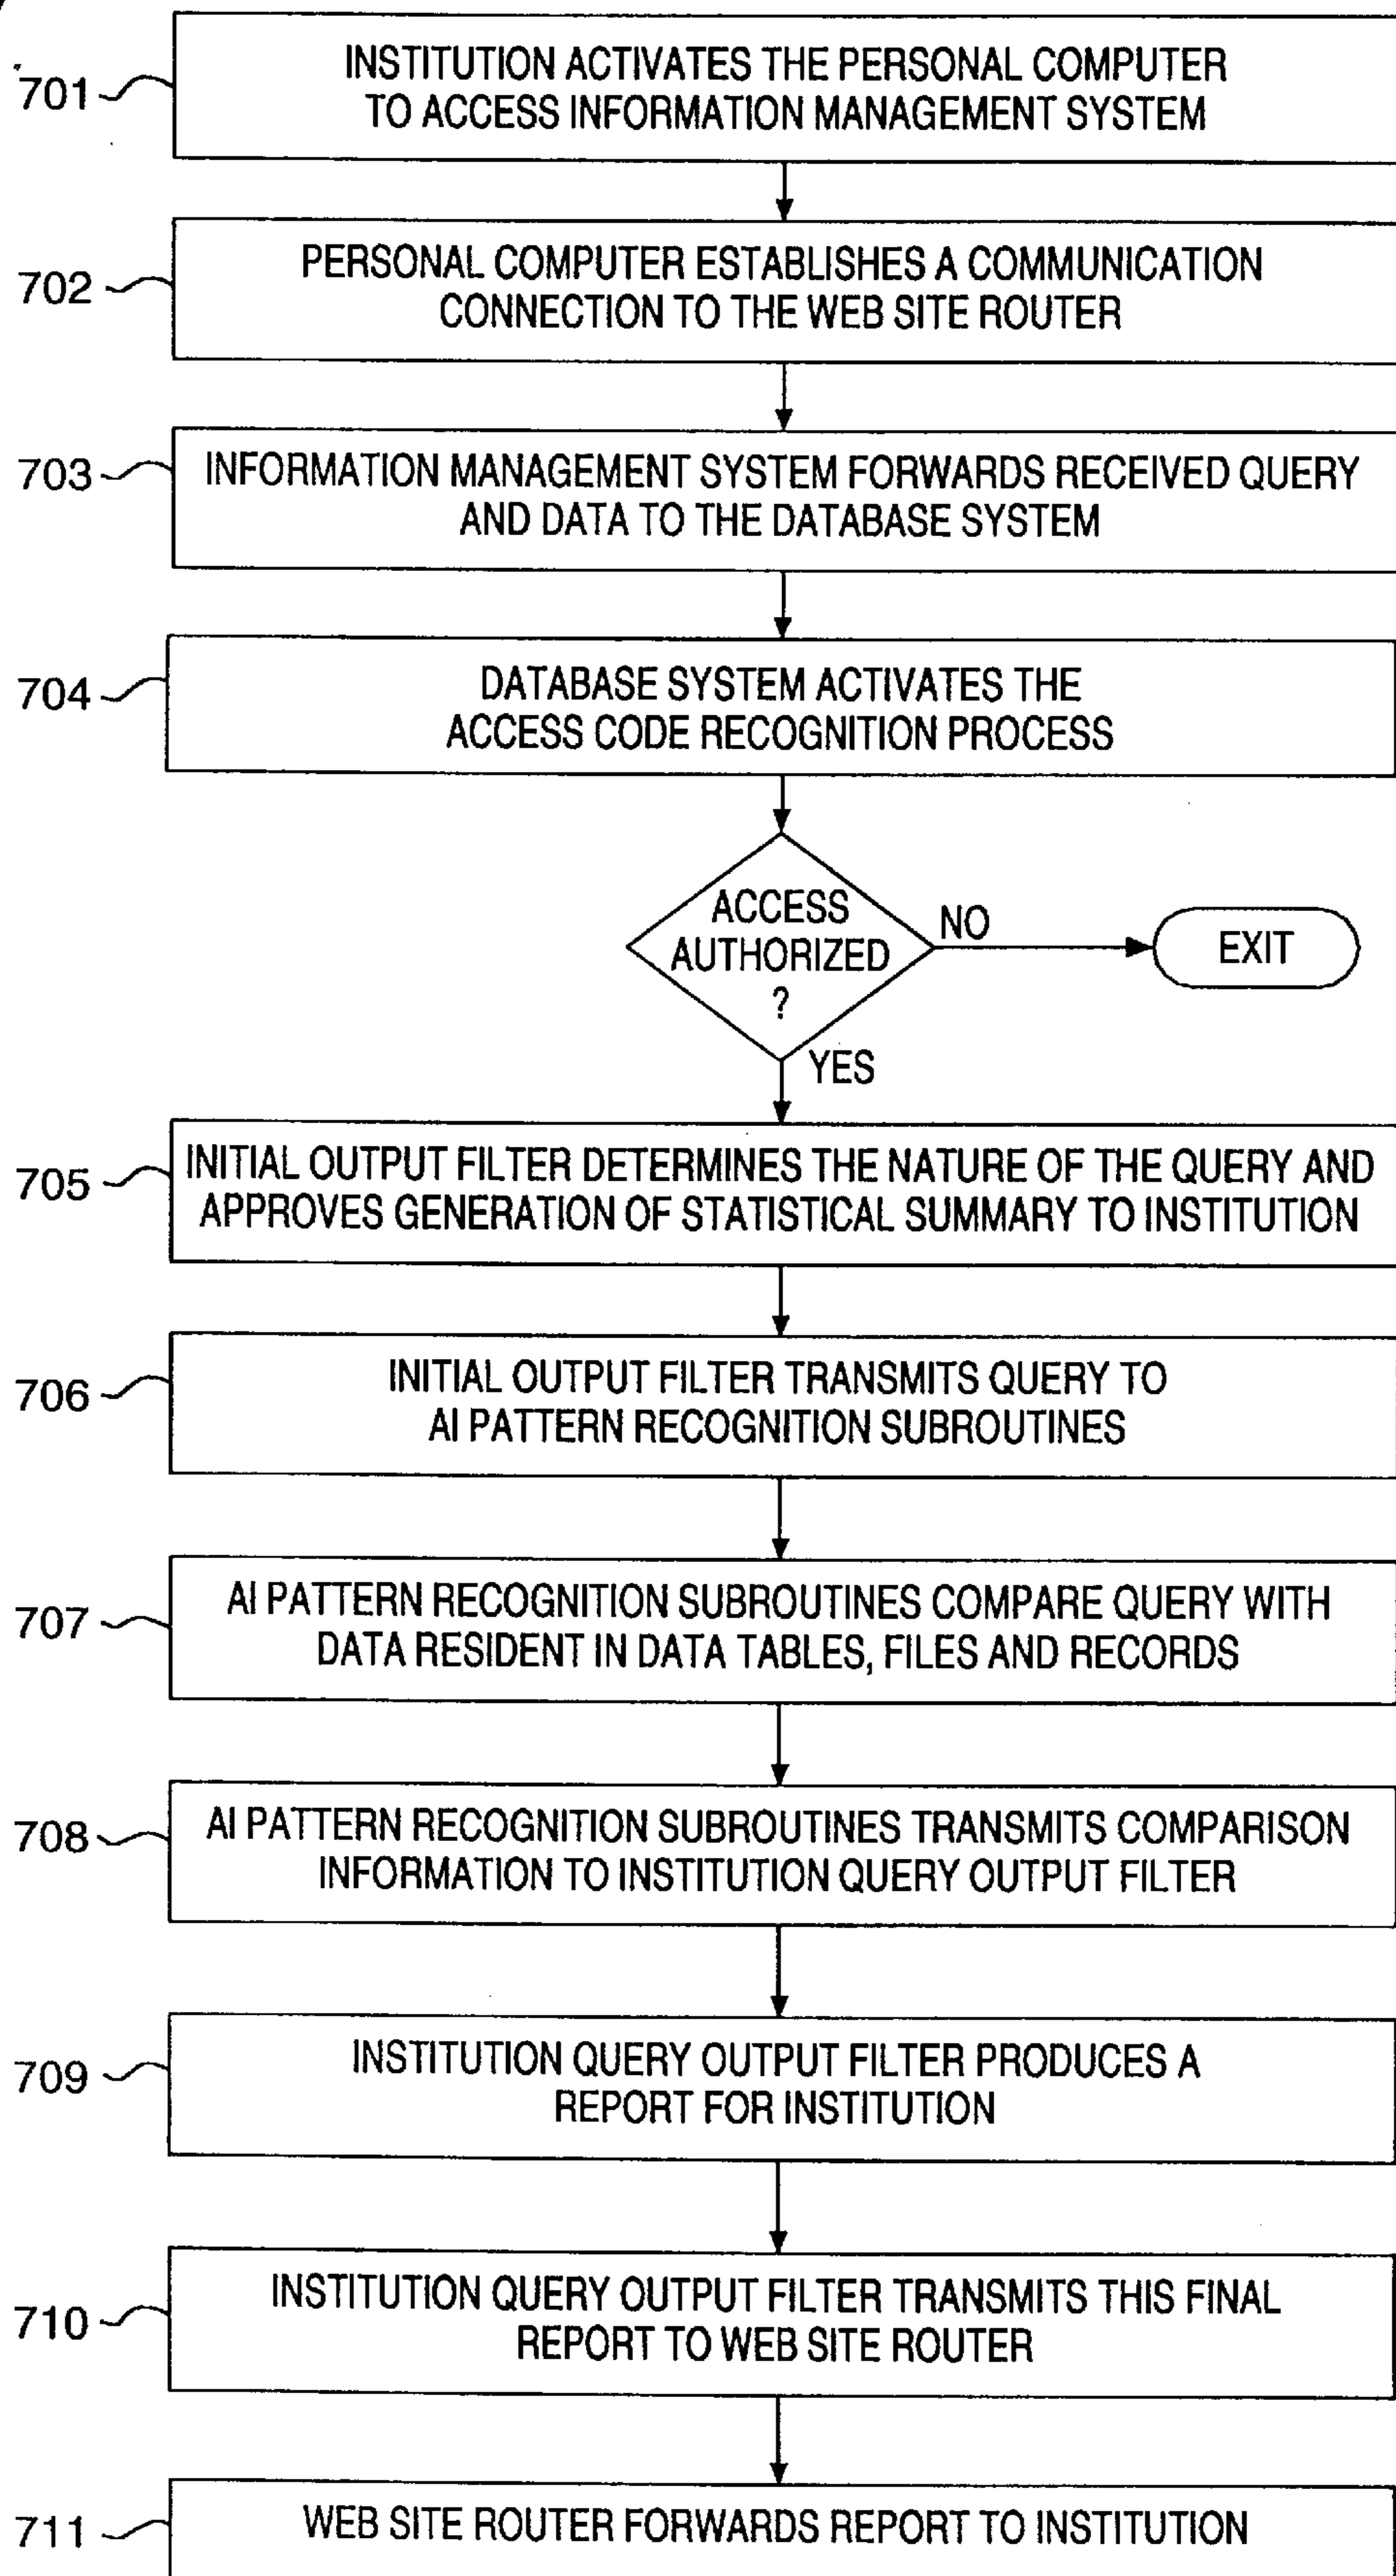 701
INSTITUTION ACTIVATES THE PERSONAL COMPUTER
TO ACCESS INFORMATION MANAGEMENT SYSTEM
702
PERSONAL COMPUTER ESTABLISHES A COMMUNICATION
CONNECTION TO THE WEB SITE ROUTER
703
INFORMATION MANAGEMENT SYSTEM FORWARDS RECEIVED QUERY
AND DATA TO THE DATABASE SYSTEM
704
DATABASE SYSTEM ACTIVATES THE
ACCESS CODE RECOGNITION PROCESS
ACCESS
AUTHORIZED
?
NO
EXIT
YES
705
INITIAL OUTPUT FILTER DETERMINES THE NATURE OF THE QUERY AND
APPROVES GENERATION OF STATISTICAL SUMMARY TO INSTITUTION
706
INITIAL OUTPUT FILTER TRANSMITS QUERY TO
AI PATTERN RECOGNITION SUBROUTINES
707
AI PATTERN RECOGNITION SUBROUTINES COMPARE QUERY WITH
DATA RESIDENT IN DATA TABLES, FILES AND RECORDS
708
AI PATTERN RECOGNITION SUBROUTINES TRANSMITS COMPARISON
INFORMATION TO INSTITUTION QUERY OUTPUT FILTER
709
INSTITUTION QUERY OUTPUT FILTER PRODUCES A
REPORT FOR INSTITUTION
710
INSTITUTION QUERY OUTPUT FILTER TRANSMITS THIS FINAL
REPORT TO WEB SITE ROUTER
711
WEB SITE ROUTER FORWARDS REPORT TO INSTITUTION